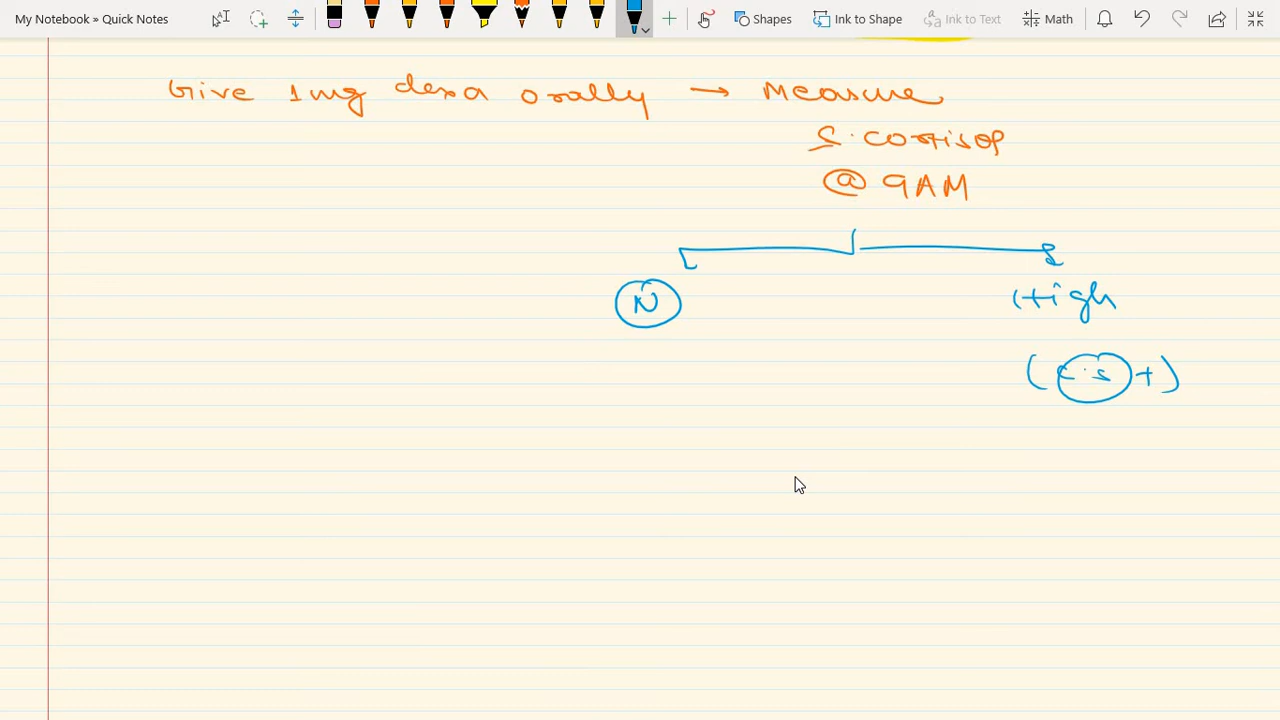 My Notebook » Quick Notes
Shapes
Ink to Shape
Ink to Text
Math
Give 1mg dexa orally → Measure
S. cortisol
@ 9AM
N
High
(C.S +)